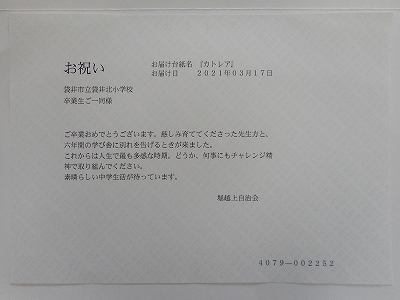 お祝い
お届け台紙名 『カトレア』
お届け日 2021年03月17日
袋井市立袋井北小学校
卒業生ご一同様
ご卒業おめでとうございます。慈しみ育ててくださった先生方と、
六年間の学び舎に別れを告げるときが来ました。
これからは人生で最も多感な時期。どうか、何事にもチャレンジ精
神で取り組んでください。
素晴らしい中学生活が待っています。
堀越上自治会
4079―002252